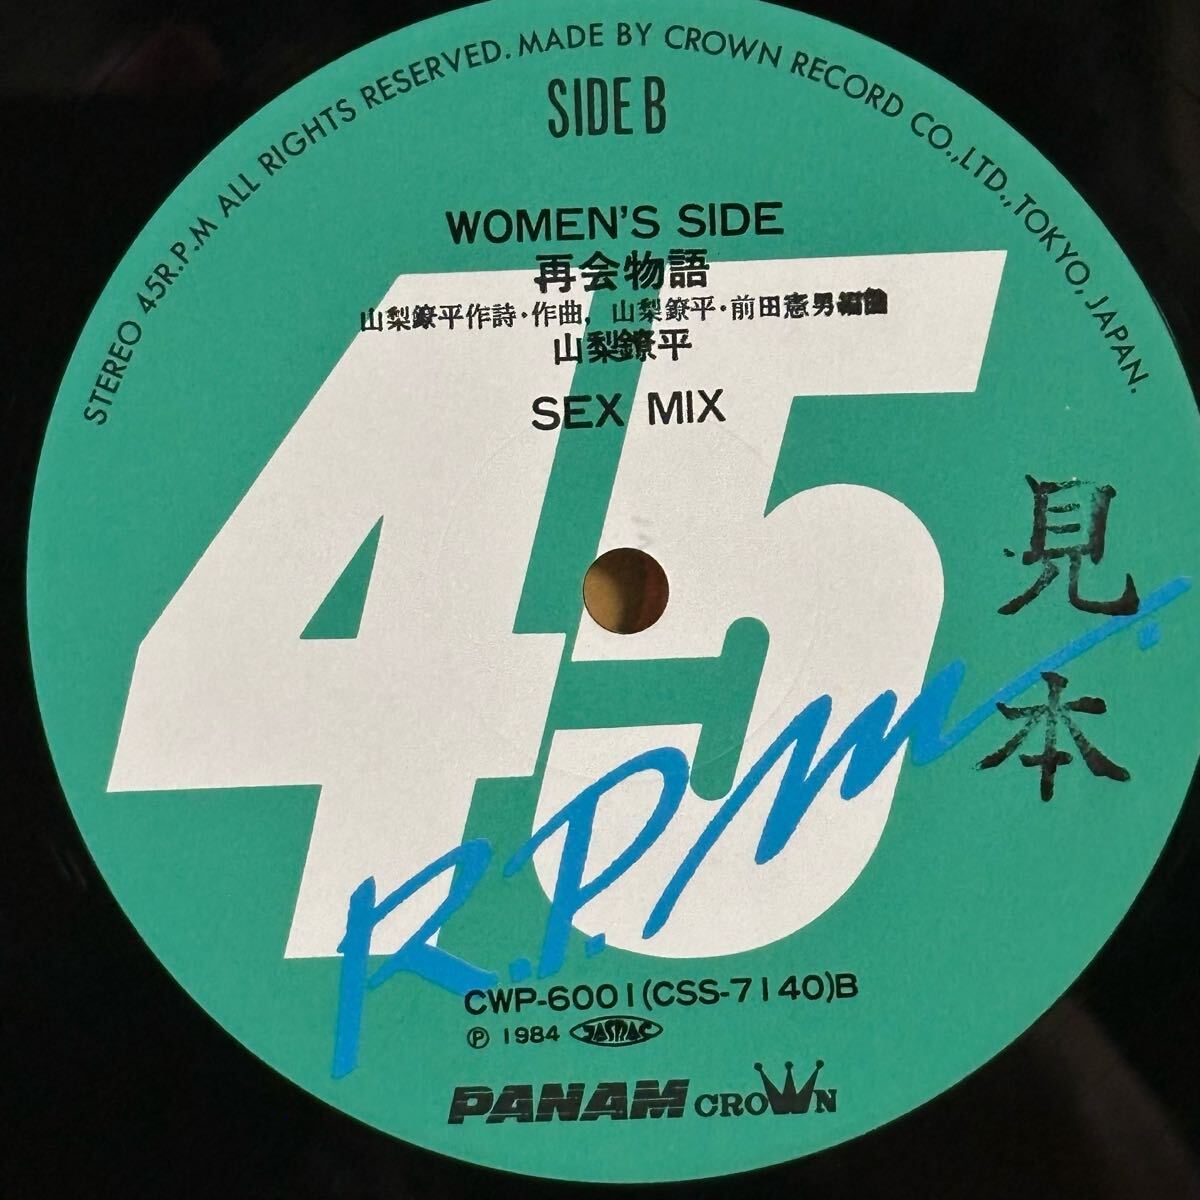 STEREO 45R.P.M ALL RIGHTS RESERVED. MADE BY CROWN RECORD CO.,LTD., TOKYO, JAPAN.
SIDE B
WOMEN'S SIDE
再会物語
山梨鐐平作詩・作曲, 山梨鐐平・前田憲男編曲
山梨鐐平
SEX MIX
45
見本
R.P.M.
CWP-6001(CSS-7140)B
Ⓟ 1984 JASRAC
PANAM CROWN